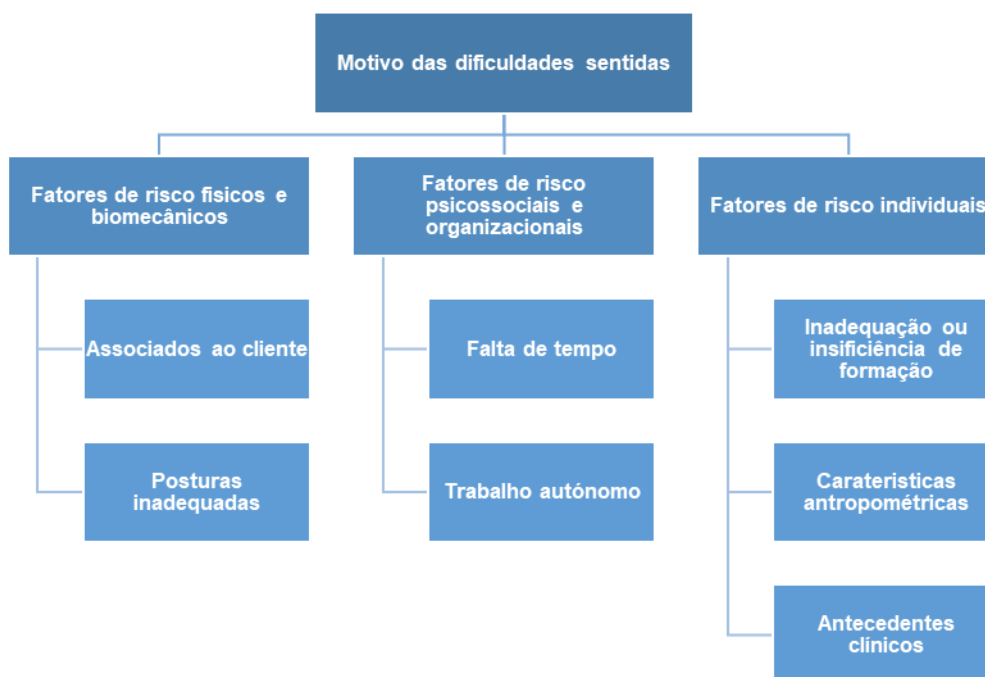 Motivo das dificuldades sentidas
Fatores de risco fisicos e
biomecânicos
Fatores de risco
psicossociais e
organizacionais
Fatores de risco individuais
Associados ao cliente
Falta de tempo
Inadequação ou
insificiência de
formação
Posturas
inadequadas
Trabalho autónomo
Carateristicas
antropométricas
Antecedentes
clínicos